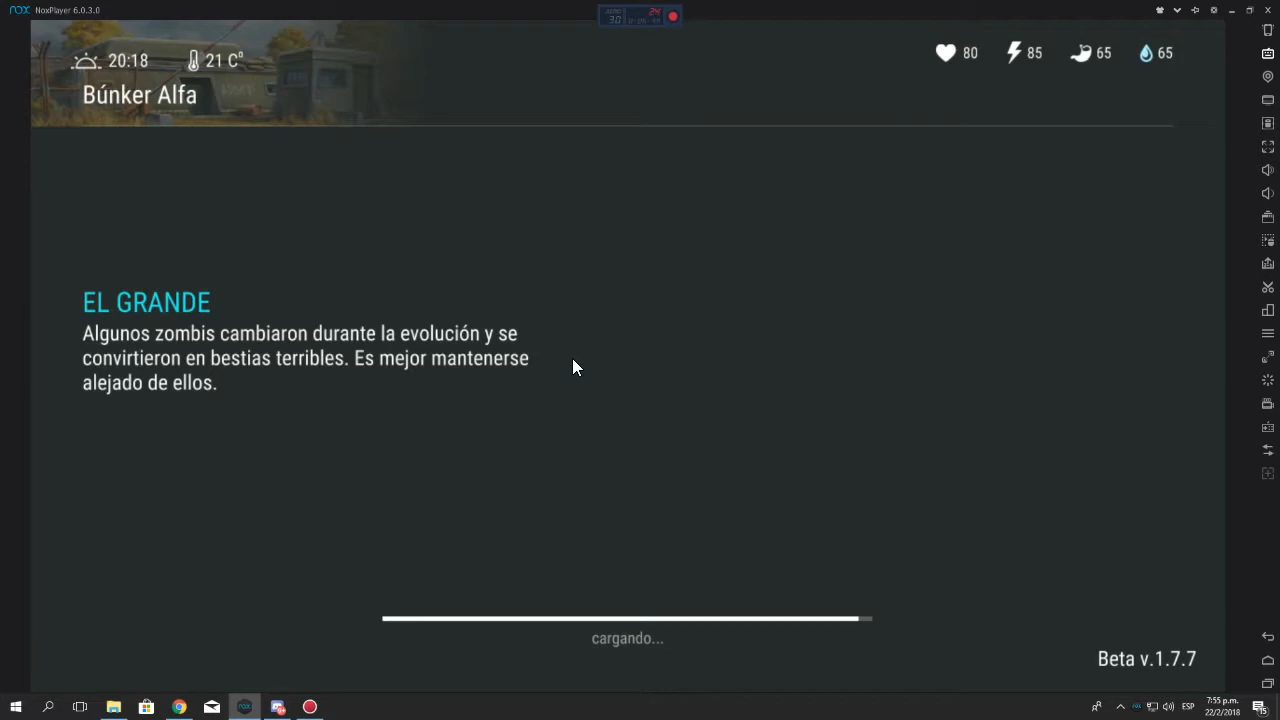 nox NoxPlayer 6.0.3.0
20:18 21 C°
80 85 65 65
Búnker Alfa
EL GRANDE
Algunos zombis cambiaron durante la evolución y se
convirtieron en bestias terribles. Es mejor mantenerse
alejado de ellos.
cargando...
Beta v.1.7.7
nox
ESP
7:55 p.m.
22/2/2018